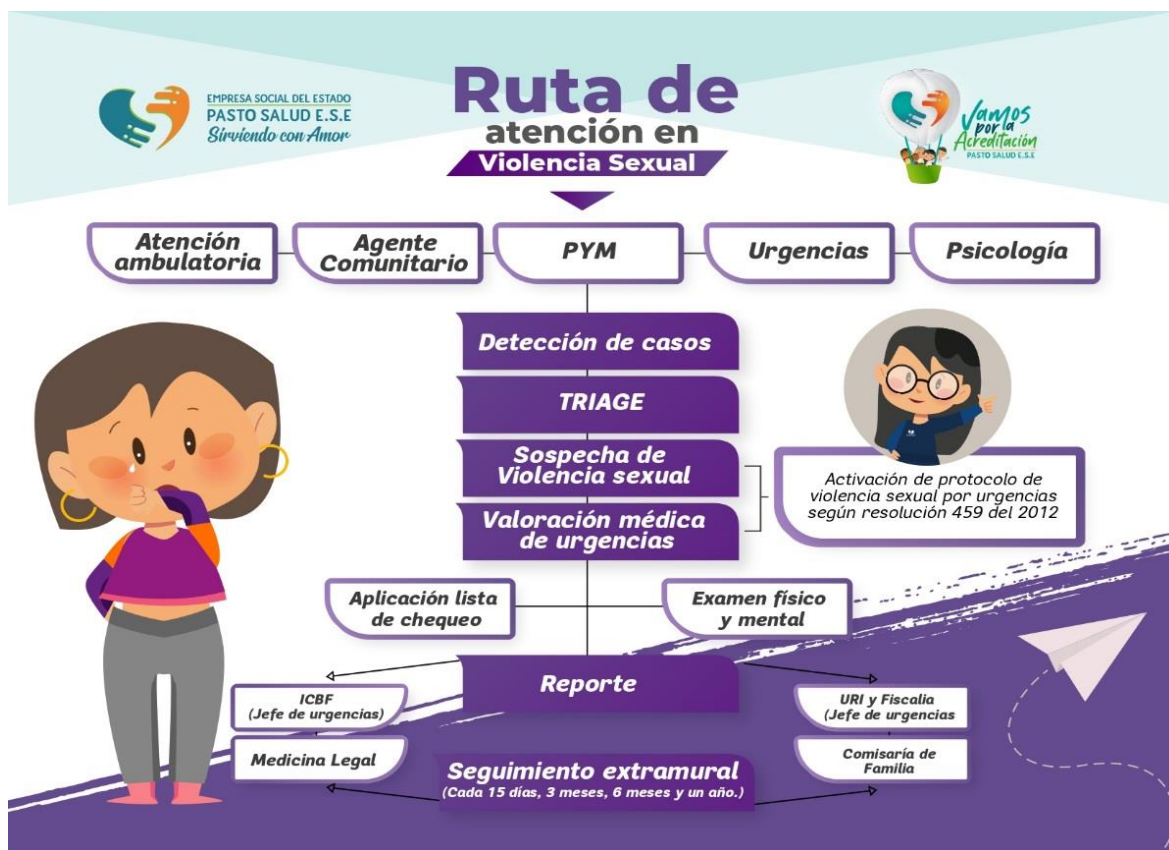 EMPRESA SOCIAL DEL ESTADO
PASTO SALUD E.S.E
Sirviendo con Amor
Ruta de
atención en
Violencia Sexual
Vamos
por la
Acreditación
PASTO SALUD E.S.E
Atención
ambulatoria
Agente
Comunitario
PYM
Urgencias
Psicología
Detección de casos
TRIAGE
Sospecha de
Violencia sexual
Valoración médica
de urgencias
Activación de protocolo de
violencia sexual por urgencias
según resolución 459 del 2012
Aplicación lista
de chequeo
Examen físico
y mental
Reporte
ICBF
(Jefe de urgencias)
Medicina Legal
URI y Fiscalia
(Jefe de urgencias
Comisaría de
Familia
Seguimiento extramural
(Cada 15 días, 3 meses, 6 meses y un año.)